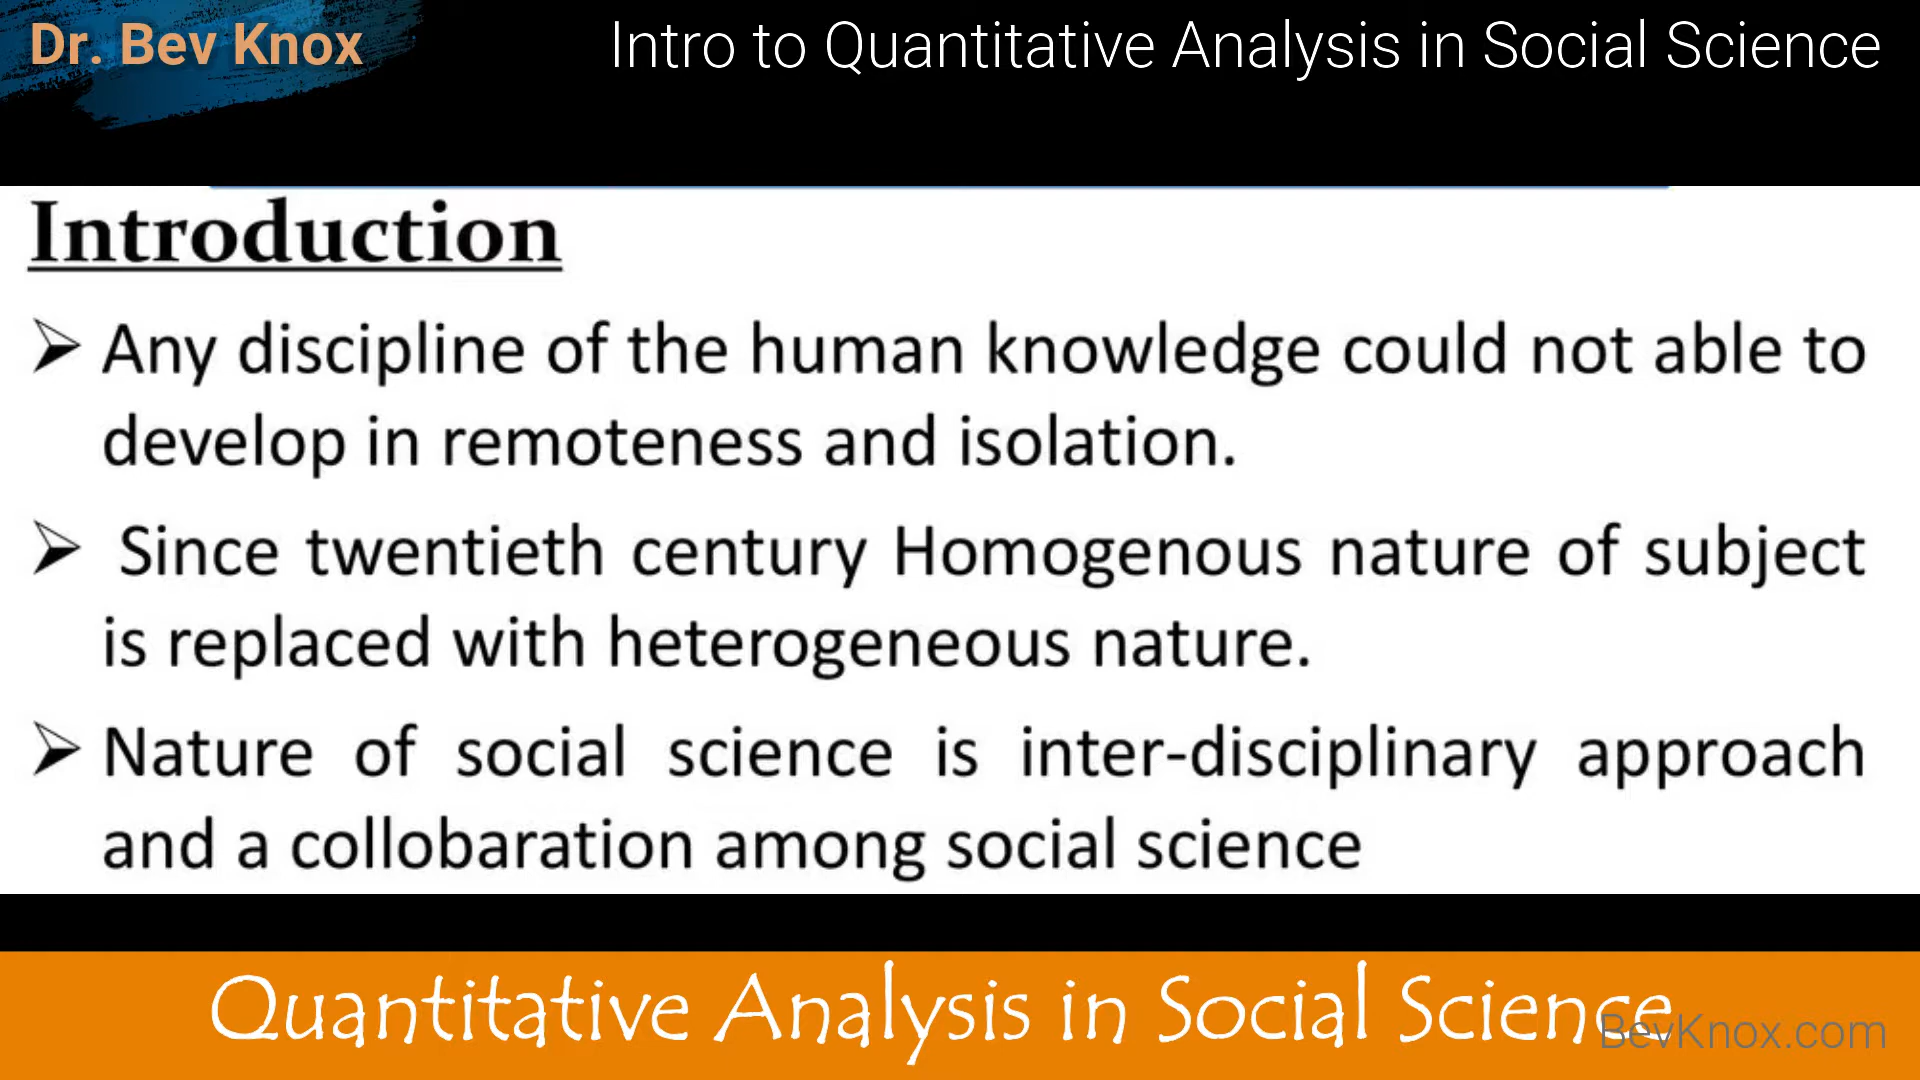 Dr. Bev Knox
Intro to Quantitative Analysis in Social Science
Introduction
➢ Any discipline of the human knowledge could not able to
develop in remoteness and isolation.
➢ Since twentieth century Homogenous nature of subject
is replaced with heterogeneous nature.
➢ Nature of social science is inter-disciplinary approach
and a collobaration among social science
Quantitative Analysis in Social Science
BevKnox.com